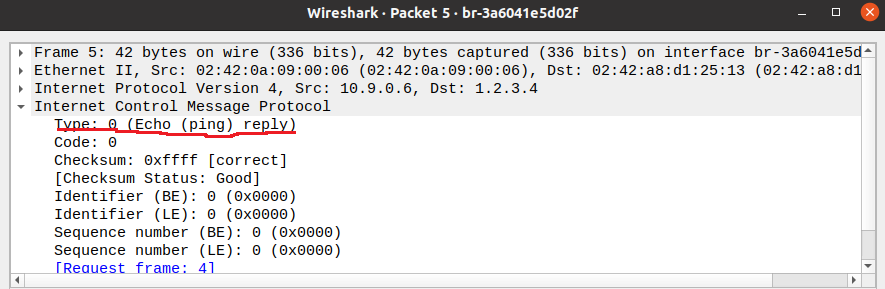 Wireshark · Packet 5 · br-3a6041e5d02f
Frame 5: 42 bytes on wire (336 bits), 42 bytes captured (336 bits) on interface br-3a6041e5d
Ethernet II, Src: 02:42:0a:09:00:06 (02:42:0a:09:00:06), Dst: 02:42:a8:d1:25:13 (02:42:a8:d1
Internet Protocol Version 4, Src: 10.9.0.6, Dst: 1.2.3.4
Internet Control Message Protocol
Type: 0 (Echo (ping) reply)
Code: 0
Checksum: 0xffff [correct]
[Checksum Status: Good]
Identifier (BE): 0 (0x0000)
Identifier (LE): 0 (0x0000)
Sequence number (BE): 0 (0x0000)
Sequence number (LE): 0 (0x0000)
[Request frame: 4]